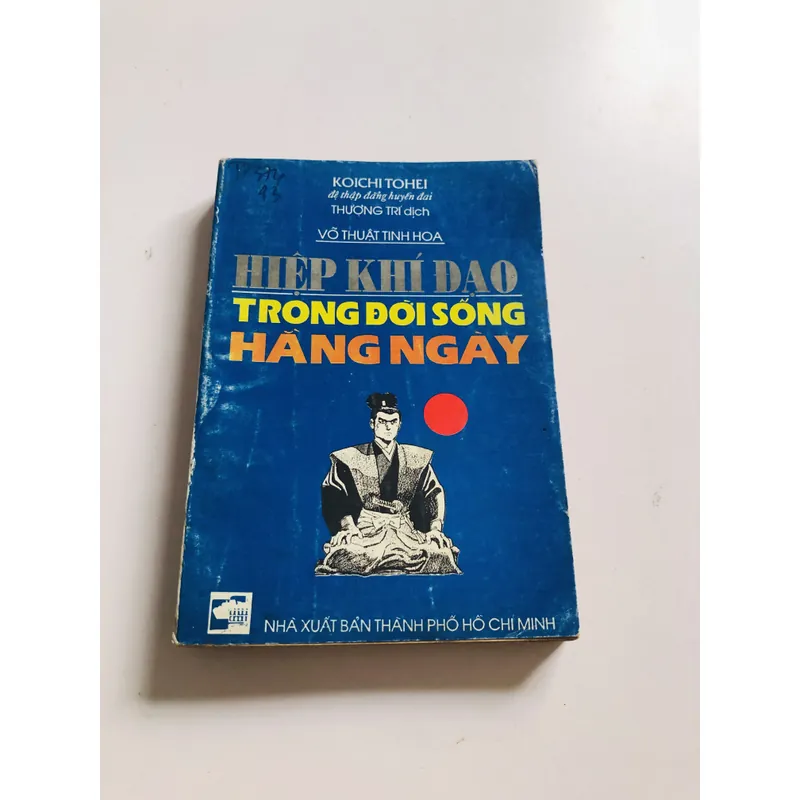 KOICHI TOHEI
đệ thập đẳng huyền đai
THƯỢNG TRÍ dịch
VÕ THUẬT TINH HOA
HIỆP KHÍ ĐẠO
TRONG ĐỜI SỐNG
HẰNG NGÀY
NHÀ XUẤT BẢN THÀNH PHỐ HỒ CHÍ MINH